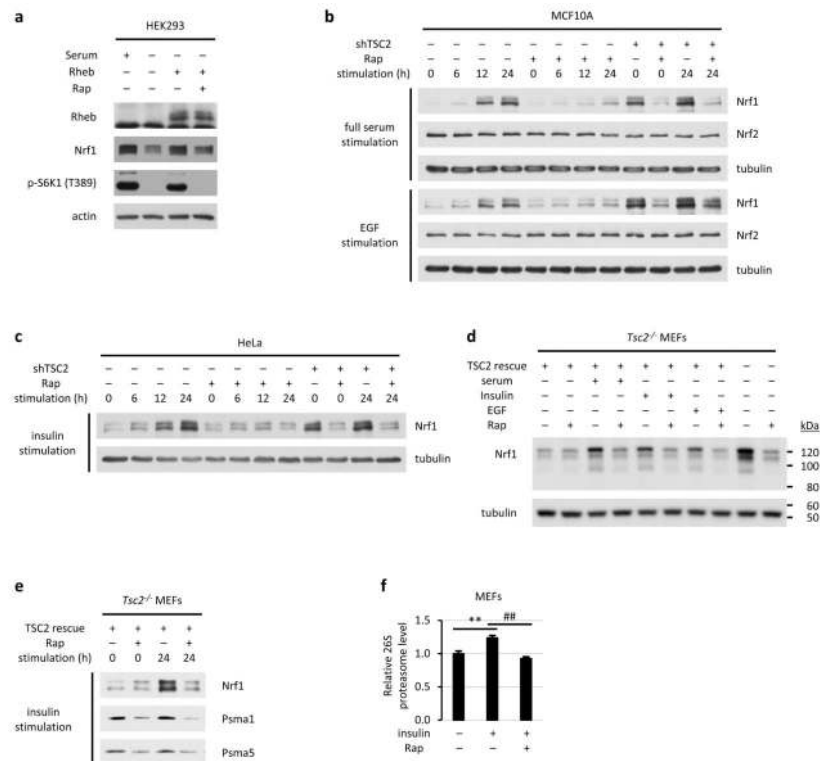 a
HEK293
Serum + – – –
Rheb – – + +
Rap – – – +
Rheb
Nrf1
p-S6K1 (T389)
actin
b
MCF10A
shTSC2 – – – – – – – – + + + +
Rap – – – – + + + + – + – +
stimulation (h) 0 6 12 24 0 6 12 24 0 0 24 24
full serum
stimulation
Nrf1
Nrf2
tubulin
EGF
stimulation
Nrf1
Nrf2
tubulin
c
HeLa
shTSC2 – – – – – – – – + + + +
Rap – – – – + + + + – + – +
stimulation (h) 0 6 12 24 0 6 12 24 0 0 24 24
insulin
stimulation
Nrf1
tubulin
d
Tsc2-/- MEFs
TSC2 rescue + + + + + + + + – –
serum – – + + – – – – – –
Insulin – – – – + + – – – –
EGF – – – – – – + + – –
Rap – + – + – + – + – +
kDa
Nrf1
120
100
80
tubulin
60
50
e
Tsc2-/- MEFs
TSC2 rescue + + + +
Rap – + – +
stimulation (h) 0 0 24 24
insulin
stimulation
Nrf1
Psma1
Psma5
f
MEFs
Relative 26S
proteasome level
1.5
1.0
0.5
0.0
** ##
insulin – + +
Rap – – +